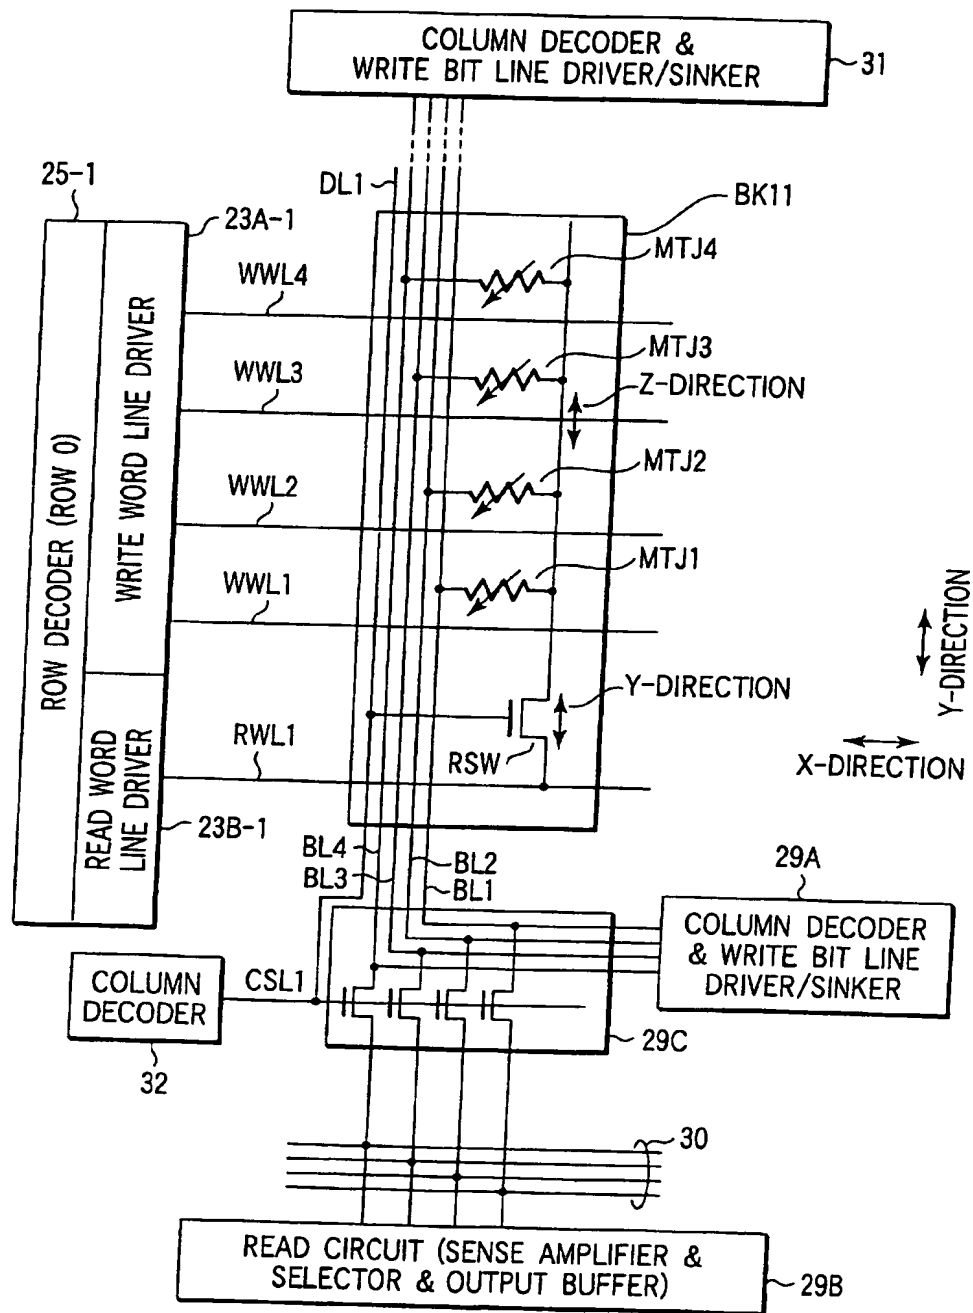 COLUMN DECODER &
WRITE BIT LINE DRIVER/SINKER
31
25-1
DL1
BK11
23A-1
MTJ4
WWL4
MTJ3
WWL3
Z-DIRECTION
MTJ2
WWL2
MTJ1
WWL1
ROW DECODER (ROW 0)
WRITE WORD LINE DRIVER
READ WORD
LINE DRIVER
Y-DIRECTION
Y-DIRECTION
RWL1
RSW
X-DIRECTION
23B-1
BL4
BL2
BL3
BL1
29A
COLUMN DECODER
& WRITE BIT LINE
DRIVER/SINKER
COLUMN
DECODER
CSL1
29C
32
30
READ CIRCUIT (SENSE AMPLIFIER &
SELECTOR & OUTPUT BUFFER)
29B